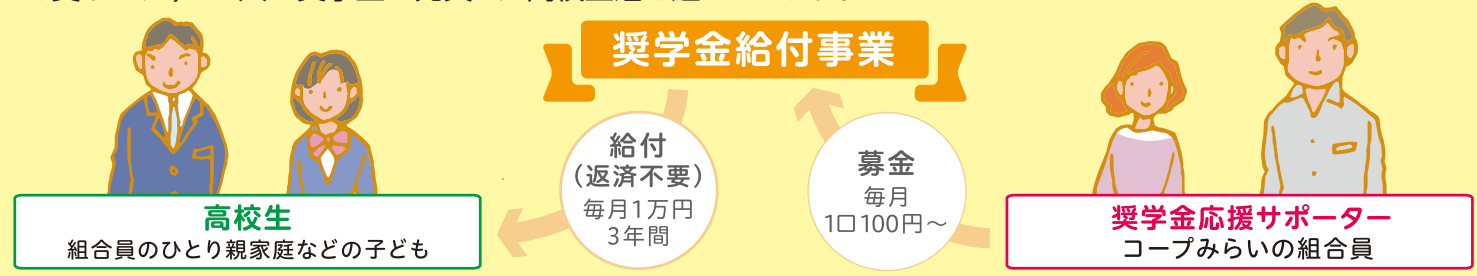 奨学金給付事業
給付
(返済不要)
毎月1万円
3年間
募金
毎月
1口100円～
高校生
組合員のひとり親家庭などの子ども
奨学金応援サポーター
コープみらいの組合員